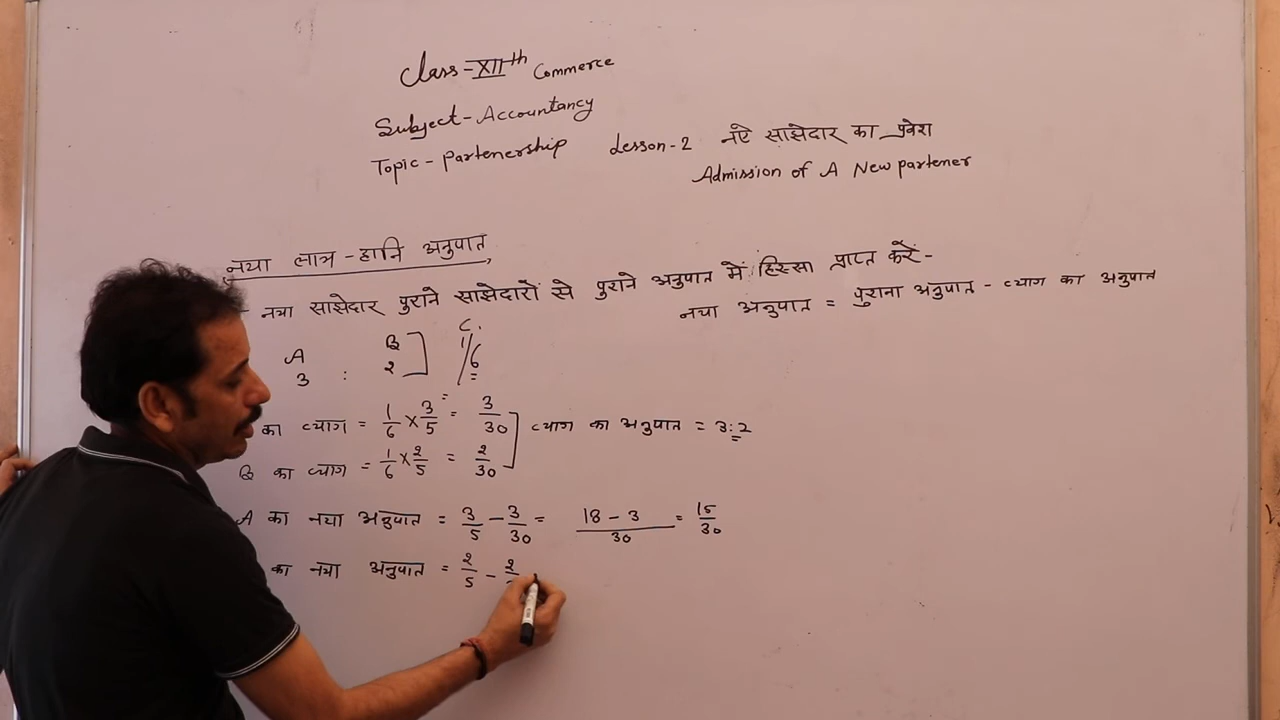 Class-XIIth Commerce
Subject-Accountancy
Topic-Partenership Lesson-2 नऐ साझेदार का प्रवेश
Admission of A New partener
नया लाभ-हानि अनुपात
नया साझेदार पुराने साझेदारों से पुराने अनुपात में हिस्सा प्राप्त करें-
नया अनुपात = पुराना अनुपात - त्याग का अनुपात
A B C.
3 : 2 ] 1/6
का त्याग = 1/6 × 3/5 = 3/30
B का त्याग = 1/6 × 2/5 = 2/30 ] त्याग का अनुपात = 3:2
A का नया अनुपात = 3/5 - 3/30 = 18-3/30 = 15/30
का नया अनुपात = 2/5 - 2